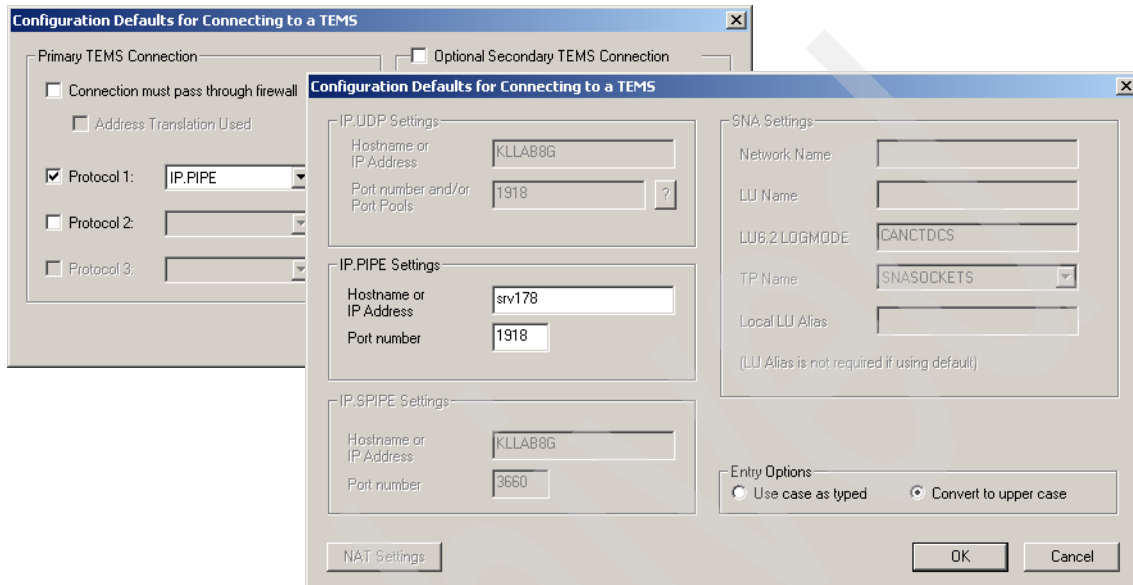 Configuration Defaults for Connecting to a TEMS
Primary TEMS Connection
Optional Secondary TEMS Connection
Connection must pass through firewall
Address Translation Used
Protocol 1: IP.PIPE
Protocol 2:
Protocol 3:
Configuration Defaults for Connecting to a TEMS
IP.UDP Settings
Hostname or
IP Address
KLLAB8G
Port number and/or
Port Pools
1918
?
IP.PIPE Settings
Hostname or
IP Address
srv178
Port number
1918
IP.SPIPE Settings
Hostname or
IP Address
KLLAB8G
Port number
3660
NAT Settings
SNA Settings
Network Name
LU Name
LU6.2 LOGMODE
CANCTDCS
TP Name
SNASOCKETS
Local LU Alias
(LU Alias is not required if using default)
Entry Options
Use case as typed
Convert to upper case
OK
Cancel